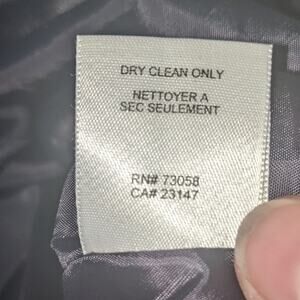 DRY CLEAN ONLY
NETTOYER A
SEC SEULEMENT
RN# 73058
CA# 23147